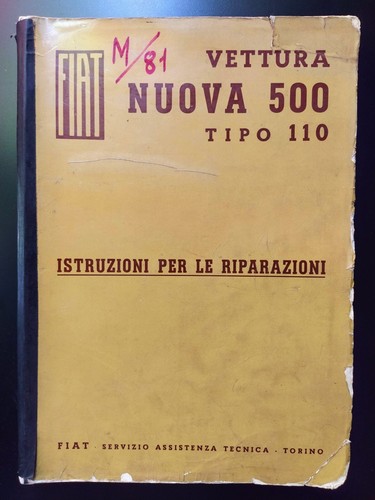 FIAT
M/81
VETTURA
NUOVA 500
TIPO 110
ISTRUZIONI PER LE RIPARAZIONI
FIAT - SERVIZIO ASSISTENZA TECNICA - TORINO